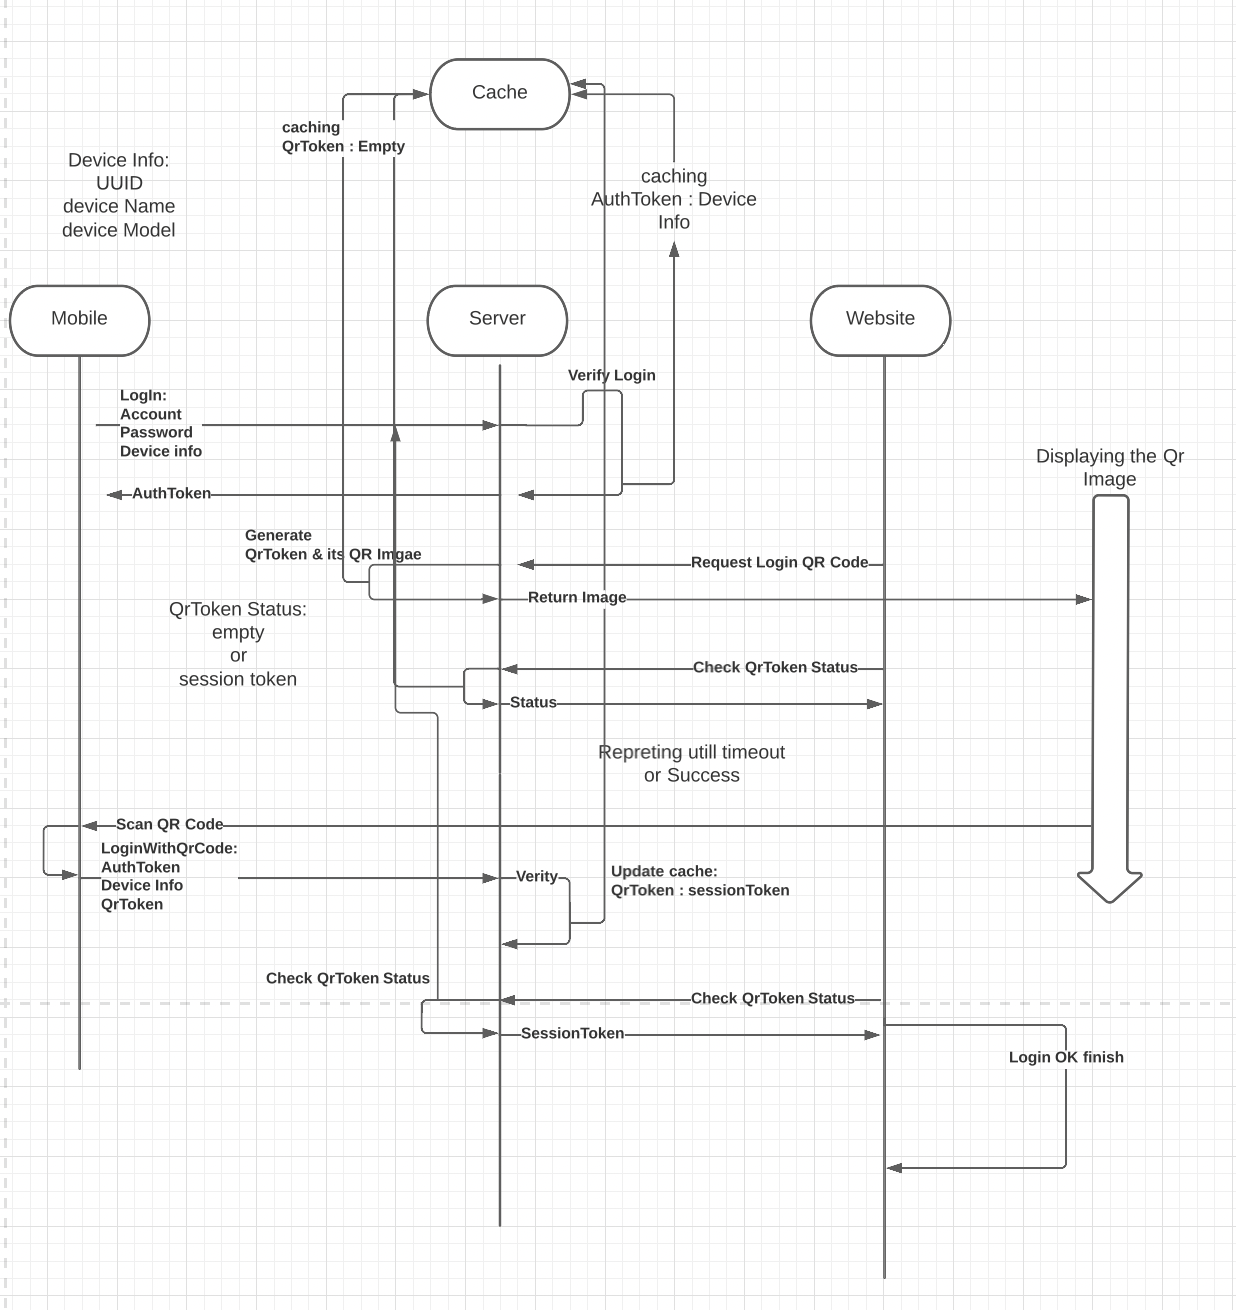 Cache
caching
QrToken : Empty
Device Info:
UUID
device Name
device Model
caching
AuthToken : Device
Info
Mobile
Server
Website
Verify Login
LogIn:
Account
Password
Device info
Displaying the Qr
Image
AuthToken
Generate
QrToken & its QR Imgae
Request Login QR Code
Return Image
QrToken Status:
empty
or
session token
Check QrToken Status
Status
Repreting utill timeout
or Success
Scan QR Code
LoginWithQrCode:
AuthToken
Device Info
QrToken
Verity
Update cache:
QrToken : sessionToken
Check QrToken Status
Check QrToken Status
SessionToken
Login OK finish